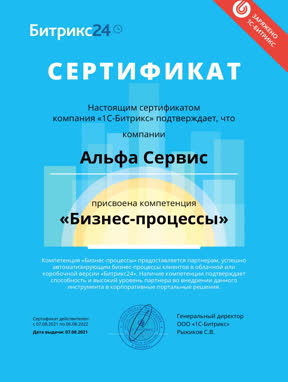 Битрикс24
ЗАРЯЖЕНО
1С-БИТРИКС
СЕРТИФИКАТ
Настоящим сертификатом
компания «1С-Битрикс» подтверждает, что
компании
Альфа Сервис
присвоена компетенция
«Бизнес-процессы»
Компетенция «Бизнес-процессы» предоставляется партнерам, успешно
автоматизирующим бизнес-процессы клиентов в облачной или
коробочной версии «Битрикс24». Наличие компетенции подтверждает
способность и высокий уровень партнера во внедрении данного
инструмента в корпоративные портальные решения.
Сертификат действителен
с 07.08.2021 по 06.08.2022
Дата выдачи: 07.08.2021
Генеральный директор
ООО «1С-Битрикс»
Рыжиков С.В.